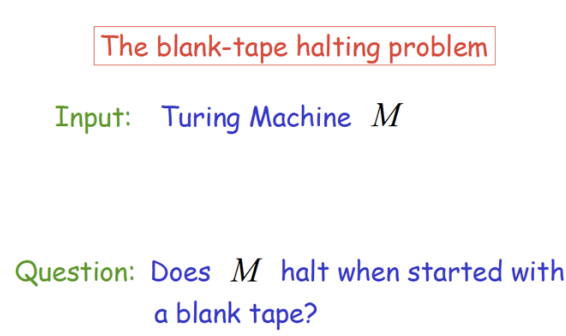 The blank-tape halting problem
Input: Turing Machine M
Question: Does M halt when started with
a blank tape?